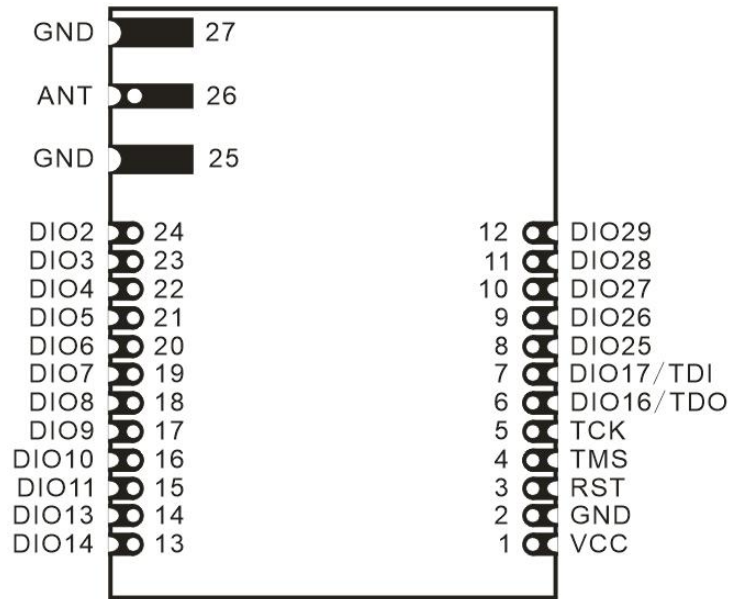 GND 27
ANT 26
GND 25
DIO2 24 12 DIO29
DIO3 23 11 DIO28
DIO4 22 10 DIO27
DIO5 21 9 DIO26
DIO6 20 8 DIO25
DIO7 19 7 DIO17/TDI
DIO8 18 6 DIO16/TDO
DIO9 17 5 TCK
DIO10 16 4 TMS
DIO11 15 3 RST
DIO13 14 2 GND
DIO14 13 1 VCC